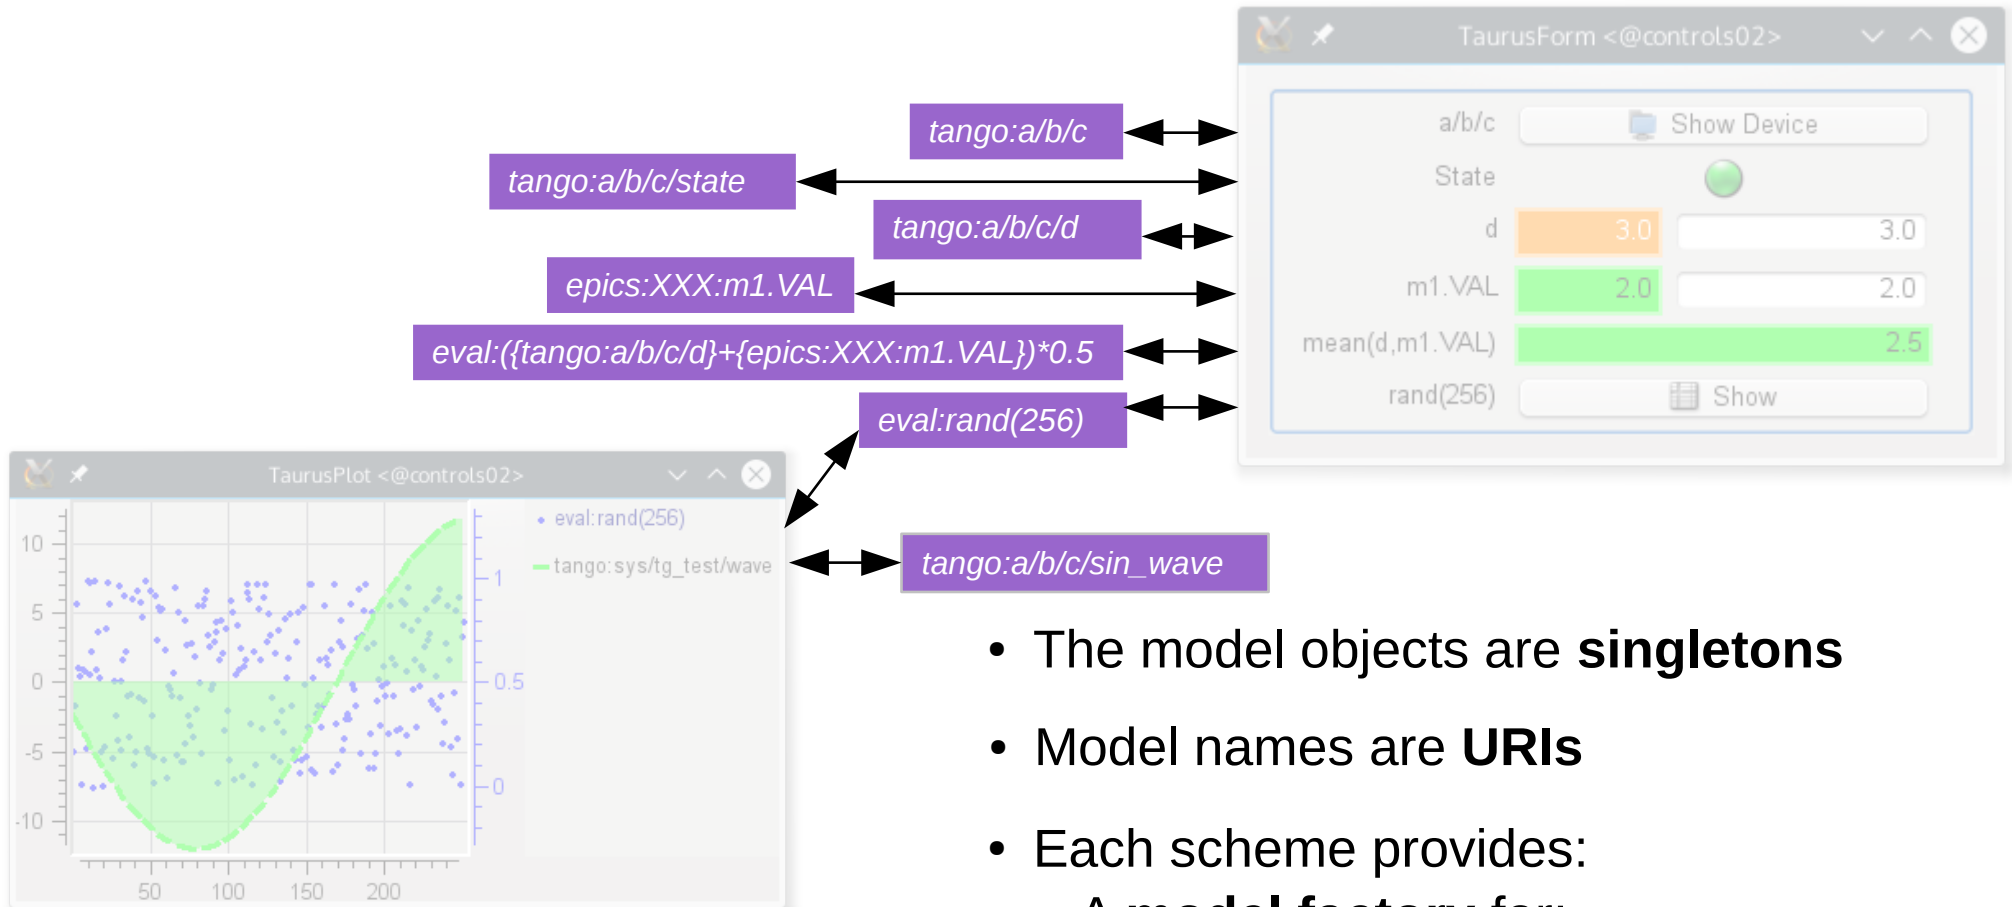 TaurusForm <@controls02>
a/b/c Show Device
State
d 3.0 3.0
m1.VAL 2.0 2.0
mean(d,m1.VAL) 2.5
rand(256) Show
tango:a/b/c
tango:a/b/c/state
tango:a/b/c/d
epics:XXX:m1.VAL
eval:({tango:a/b/c/d}+{epics:XXX:m1.VAL})*0.5
eval:rand(256)
TaurusPlot <@controls02>
eval:rand(256)
tango:sys/tg_test/wave
10
5
0
-5
-10
1
0.5
0
50 100 150 200
tango:a/b/c/sin_wave
• The model objects are singletons
• Model names are URIs
• Each scheme provides:
A model factory for: